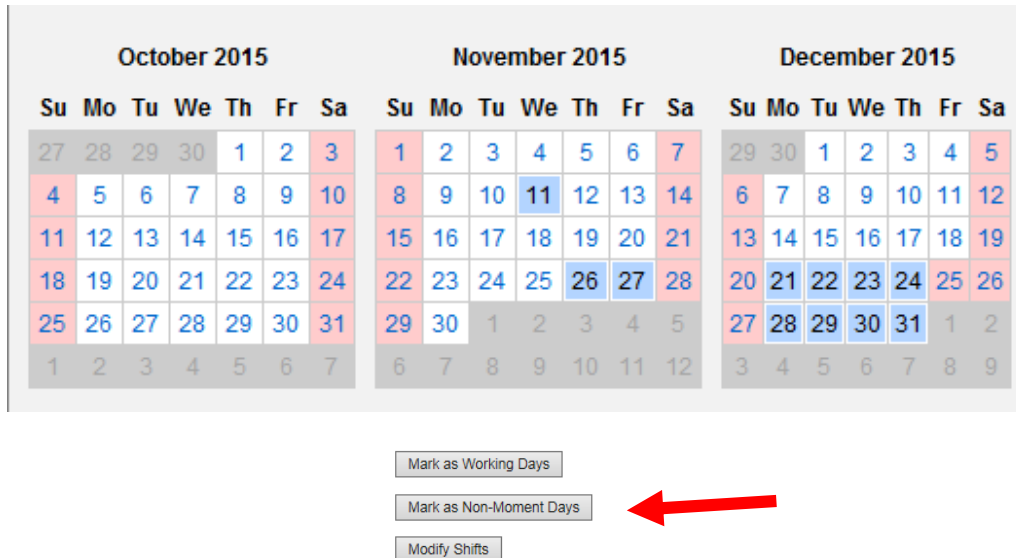 October 2015 November 2015 December 2015
Su Mo Tu We Th Fr Sa Su Mo Tu We Th Fr Sa Su Mo Tu We Th Fr Sa
27 28 29 30 1 2 3 1 2 3 4 5 6 7 29 30 1 2 3 4 5
4 5 6 7 8 9 10 8 9 10 11 12 13 14 6 7 8 9 10 11 12
11 12 13 14 15 16 17 15 16 17 18 19 20 21 13 14 15 16 17 18 19
18 19 20 21 22 23 24 22 23 24 25 26 27 28 20 21 22 23 24 25 26
25 26 27 28 29 30 31 29 30 1 2 3 4 5 27 28 29 30 31 1 2
1 2 3 4 5 6 7 6 7 8 9 10 11 12 3 4 5 6 7 8 9
Mark as Working Days
Mark as Non-Moment Days
Modify Shifts